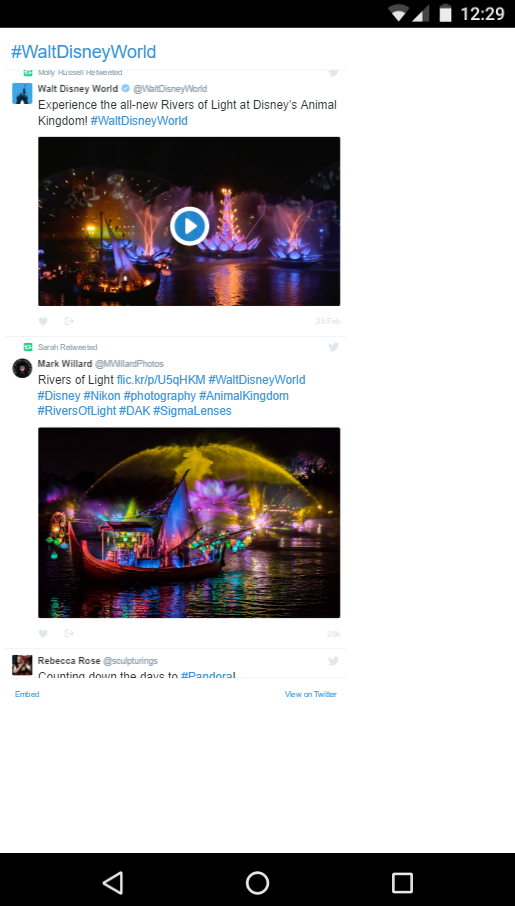 12:29
#WaltDisneyWorld
Molly Russell Retweeted
Walt Disney World @WaltDisneyWorld
Experience the all-new Rivers of Light at Disney's Animal
Kingdom! #WaltDisneyWorld
25 Feb
Sarah Retweeted
Mark Willard @MWillardPhotos
Rivers of Light flic.kr/p/U5qHKM #WaltDisneyWorld
#Disney #Nikon #photography #AnimalKingdom
#RiversOfLight #DAK #SigmaLenses
20h
Rebecca Rose @sculpturings
Counting down the days to #Pandora!
Embed
View on Twitter